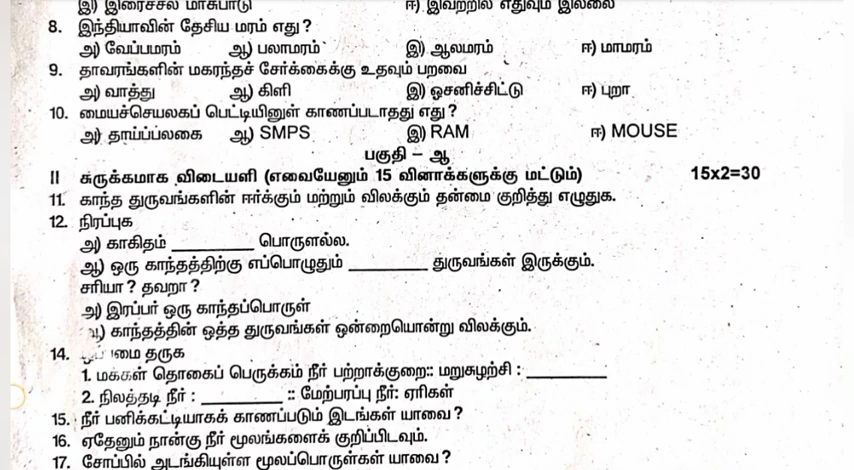 இ) இரைச்சல் மாசுபாடு ஈ) இவற்றில் எதுவும் இல்லை
8. இந்தியாவின் தேசிய மரம் எது ?
அ) வேப்பமரம் ஆ) பலாமரம் இ) ஆலமரம் ஈ) மாமரம்
9. தாவரங்களின் மகரந்தச் சேர்க்கைக்கு உதவும் பறவை
அ) வாத்து ஆ) கிளி இ) ஓசனிச்சிட்டு ஈ) புறா
10. மையச்செயலகப் பெட்டியினுள் காணப்படாதது எது ?
அ) தாய்ப்பலகை ஆ) SMPS இ) RAM ஈ) MOUSE
பகுதி – ஆ
II சுருக்கமாக விடையளி (எவையேனும் 15 வினாக்களுக்கு மட்டும்) 15x2=30
11. காந்த துருவங்களின் ஈர்க்கும் மற்றும் விலக்கும் தன்மை குறித்து எழுதுக.
12. நிரப்புக
அ) காகிதம் ________ பொருளல்ல.
ஆ) ஒரு காந்தத்திற்கு எப்பொழுதும் ________ துருவங்கள் இருக்கும்.
சரியா ? தவறா ?
அ) இரப்பர் ஒரு காந்தப்பொருள்
ஆ) காந்தத்தின் ஒத்த துருவங்கள் ஒன்றையொன்று விலக்கும்.
14. தருக
1. மக்கள் தொகைப் பெருக்கம் நீர் பற்றாக்குறை:: மறுசுழற்சி : ________
2. நிலத்தடி நீர் : ________ :: மேற்பரப்பு நீர்: ஏரிகள்
15. நீர் பனிக்கட்டியாகக் காணப்படும் இடங்கள் யாவை ?
16. ஏதேனும் நான்கு நீர் மூலங்களைக் குறிப்பிடவும்.
17. சோப்பில் அடங்கியுள்ள மூலப்பொருள்கள் யாவை ?